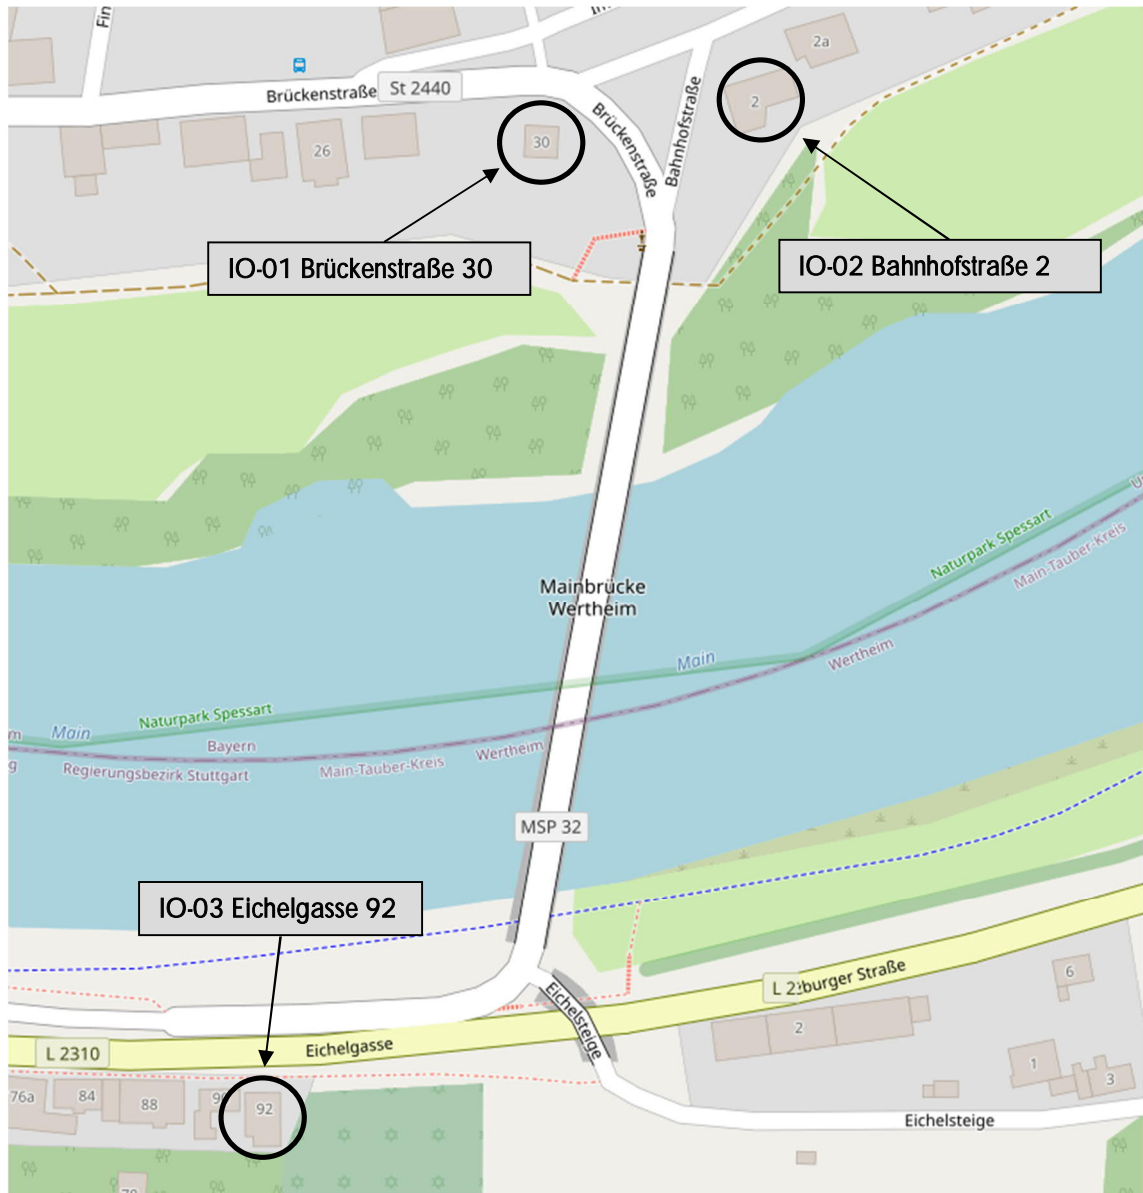 2a
St 2440
Brückenstraße
2
Bahnhofstraße
Brückenstraße
30
26
IO-01 Brückenstraße 30
IO-02 Bahnhofstraße 2
Naturpark Spessart
Main-Tauber-Kreis
Mainbrücke
Wertheim
Main
Wertheim
Naturpark Spessart
Main
Bayern
Wertheim
Regierungsbezirk Stuttgart
Main-Tauber-Kreis
MSP 32
IO-03 Eichelgasse 92
6
burger Straße
Eichelsteige
2
L 2310
Eichelgasse
1
3
76a
84
88
92
Eichelsteige